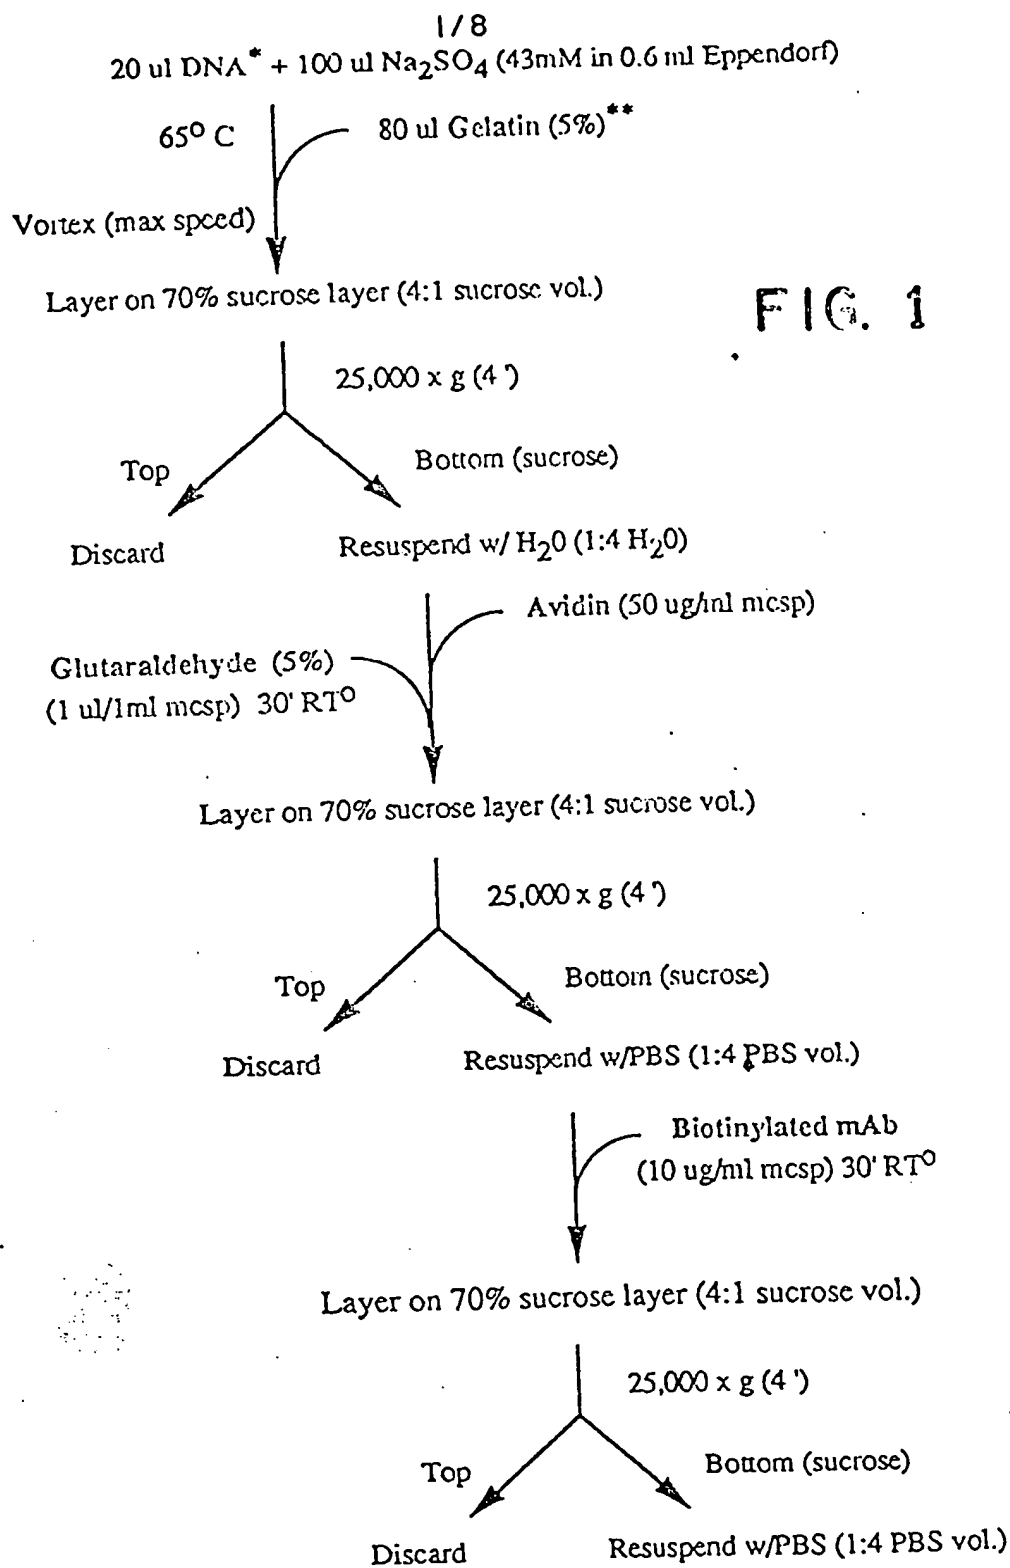 1/8
20 ul DNA* + 100 ul Na2SO4 (43mM in 0.6 ml Eppendorf)
65º C
80 ul Gelatin (5%)**
Vortex (max speed)
Layer on 70% sucrose layer (4:1 sucrose vol.)
FIG. 1
25,000 x g (4')
Top
Bottom (sucrose)
Discard
Resuspend w/ H20 (1:4 H20)
Avidin (50 ug/ml mcsp)
Glutaraldehyde (5%)
(1 ul/1ml mcsp) 30' RTº
Layer on 70% sucrose layer (4:1 sucrose vol.)
25,000 x g (4')
Top
Bottom (sucrose)
Discard
Resuspend w/PBS (1:4 PBS vol.)
Biotinylated mAb
(10 ug/ml mcsp) 30' RTº
Layer on 70% sucrose layer (4:1 sucrose vol.)
25,000 x g (4')
Top
Bottom (sucrose)
Discard
Resuspend w/PBS (1:4 PBS vol.)